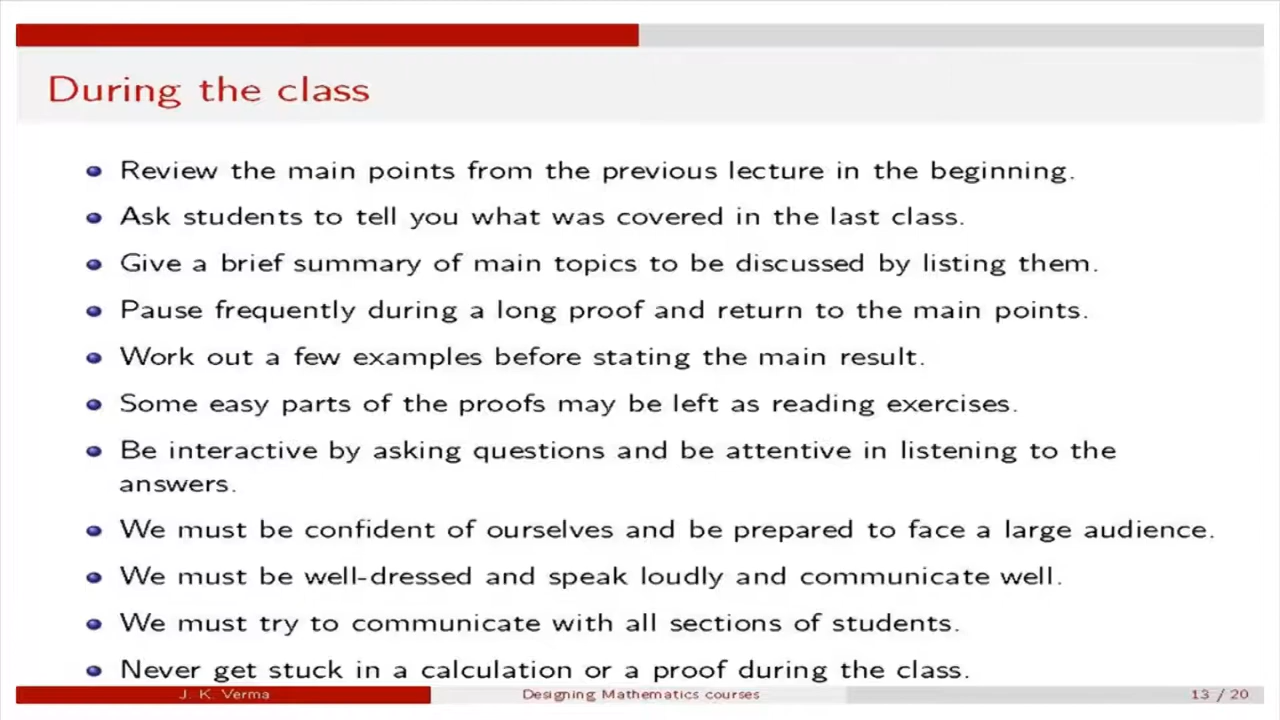 During the class
Review the main points from the previous lecture in the beginning.
Ask students to tell you what was covered in the last class.
Give a brief summary of main topics to be discussed by listing them.
Pause frequently during a long proof and return to the main points.
Work out a few examples before stating the main result.
Some easy parts of the proofs may be left as reading exercises.
Be interactive by asking questions and be attentive in listening to the
answers.
We must be confident of ourselves and be prepared to face a large audience.
We must be well-dressed and speak loudly and communicate well.
We must try to communicate with all sections of students.
Never get stuck in a calculation or a proof during the class.
J. K. Verma Designing Mathematics courses 13 / 20